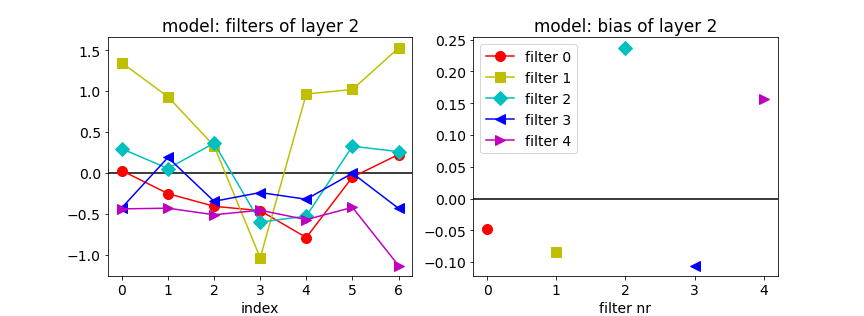 model: filters of layer 2
1.5
1.0
0.5
0.0
−0.5
−1.0
0 1 2 3 4 5 6
index
model: bias of layer 2
0.25
0.20
0.15
0.10
0.05
0.00
−0.05
−0.10
filter 0
filter 1
filter 2
filter 3
filter 4
0 1 2 3 4
filter nr